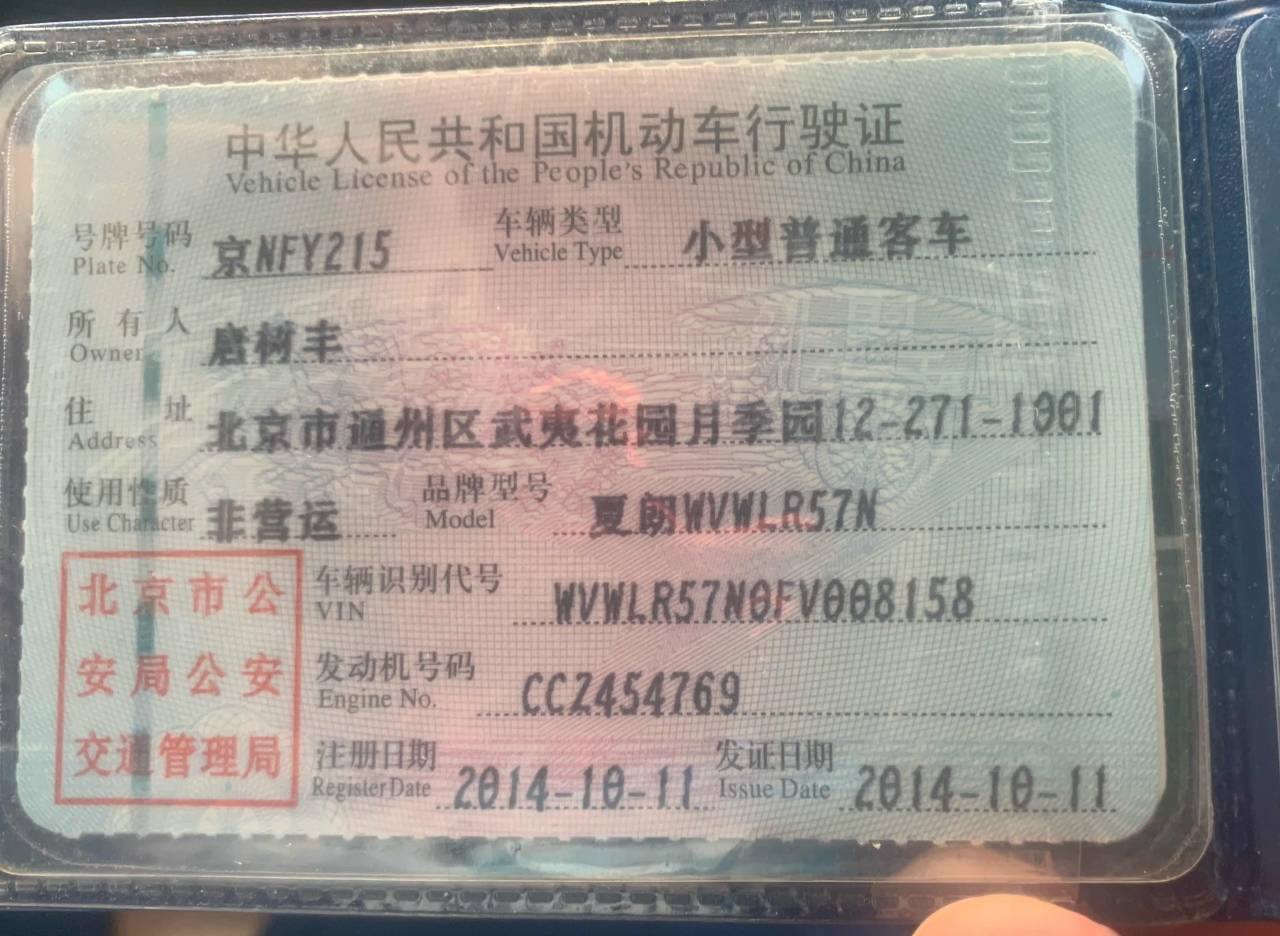 中华人民共和国机动车行驶证
Vehicle License of the People's Republic of China
号牌号码 京NFY215 车辆类型 小型普通客车
Plate No. Vehicle Type
所有人 唐树丰
Owner
住址 北京市通州区武夷花园月季园12-271-1001
Address
使用性质 非营运 品牌型号 夏朗WVWLR57N
Use Character Model
北京市公
安局公安
交通管理局
车辆识别代号 WVWLR57N0FV008158
VIN
发动机号码 CCZ454769
Engine No.
注册日期 2014-10-11 发证日期 2014-10-11
Register Date Issue Date